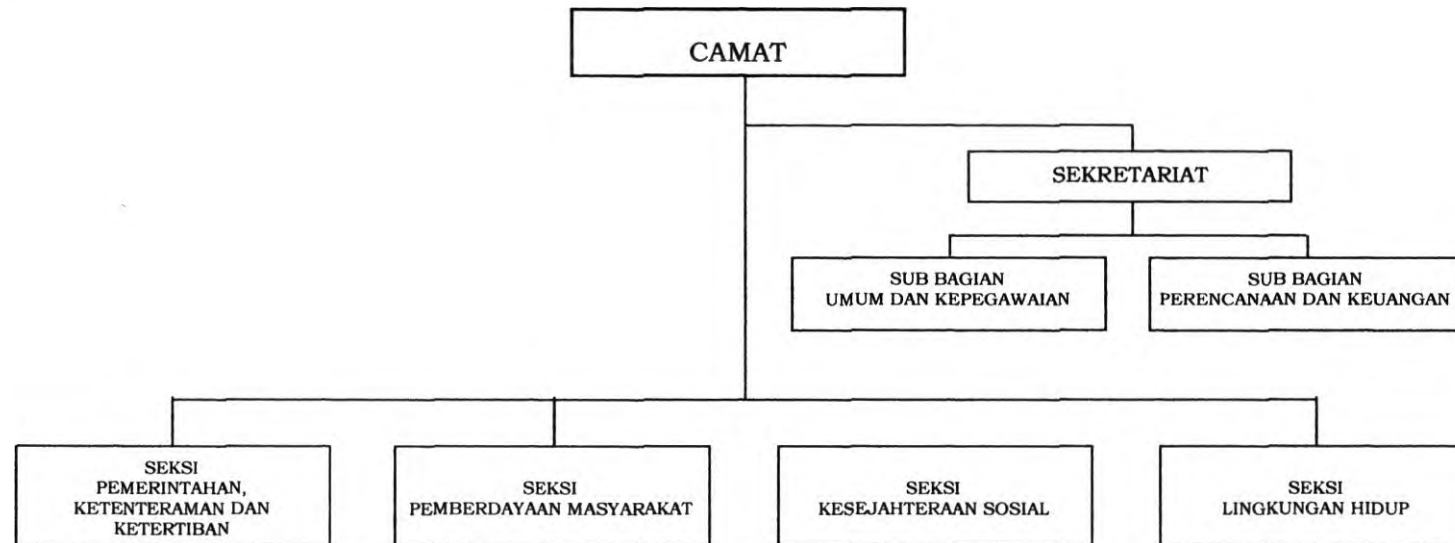 CAMAT
SEKRETARIAT
SUB BAGIAN
UMUM DAN KEPEGAWAIAN
SUB BAGIAN
PERENCANAAN DAN KEUANGAN
SEKSI
PEMERINTAHAN,
KETENTERAMAN DAN
KETERTIBAN
SEKSI
PEMBERDAYAAN MASYARAKAT
SEKSI
KESEJAHTERAAN SOSIAL
SEKSI
LINGKUNGAN HIDUP